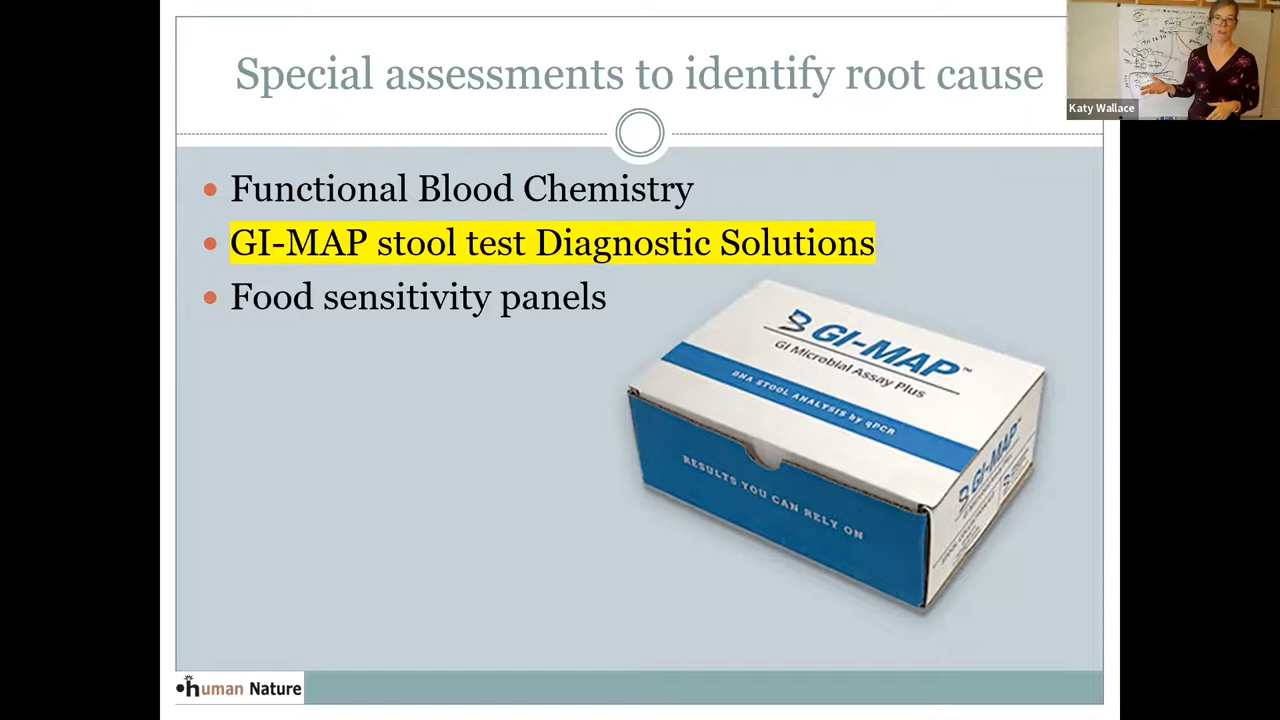 Special assessments to identify root cause
Katy Wallace
• Functional Blood Chemistry
• GI-MAP stool test Diagnostic Solutions
• Food sensitivity panels
GI-MAP™
GI Microbial Assay Plus
DNA STOOL ANALYSIS by qPCR
RESULTS YOU CAN RELY ON
GI-MAP™
human Nature